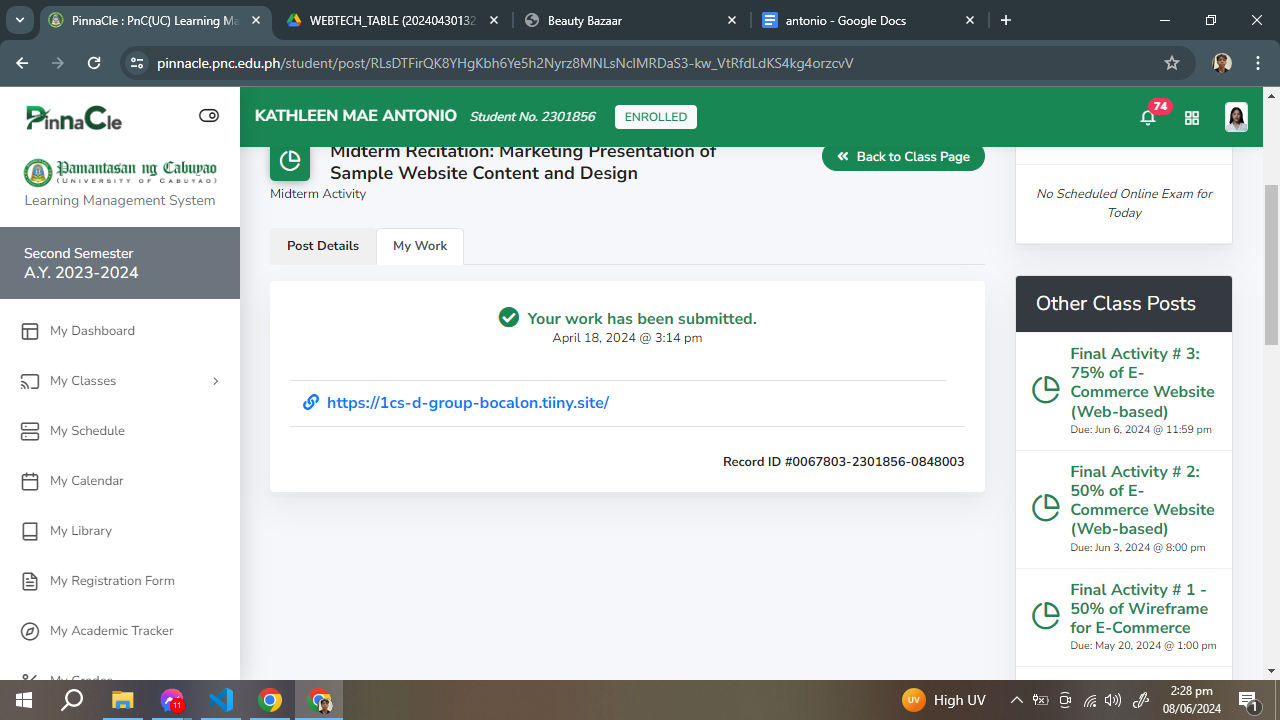 PinnaCle : PnC(UC) Learning Ma
WEBTECH_TABLE (20240430132
Beauty Bazaar
antonio - Google Docs
pinnacle.pnc.edu.ph/student/post/RLsDTFirQK8YHgKbh6Ye5h2Nyrz8MNLsNclMRDaS3-kw_VtRfdLdKS4kg4orzcvV
PinnaCle
Pamantasan ng Cabuyao
(UNIVERSITY OF CABUYAO)
Learning Management System
Second Semester
A.Y. 2023-2024
My Dashboard
My Classes
My Schedule
My Calendar
My Library
My Registration Form
My Academic Tracker
My Grades
KATHLEEN MAE ANTONIO Student No. 2301856 ENROLLED
74
Midterm Recitation: Marketing Presentation of
Sample Website Content and Design
Midterm Activity
Back to Class Page
Post Details
My Work
Your work has been submitted.
April 18, 2024 @ 3:14 pm
https://1cs-d-group-bocalon.tiiny.site/
Record ID #0067803-2301856-0848003
No Scheduled Online Exam for
Today
Other Class Posts
Final Activity # 3:
75% of E-
Commerce Website
(Web-based)
Due: Jun 6, 2024 @ 11:59 pm
Final Activity # 2:
50% of E-
Commerce Website
(Web-based)
Due: Jun 3, 2024 @ 8:00 pm
Final Activity # 1 -
50% of Wireframe
for E-Commerce
Due: May 20, 2024 @ 1:00 pm
11
UV
High UV
2:28 pm
08/06/2024
1